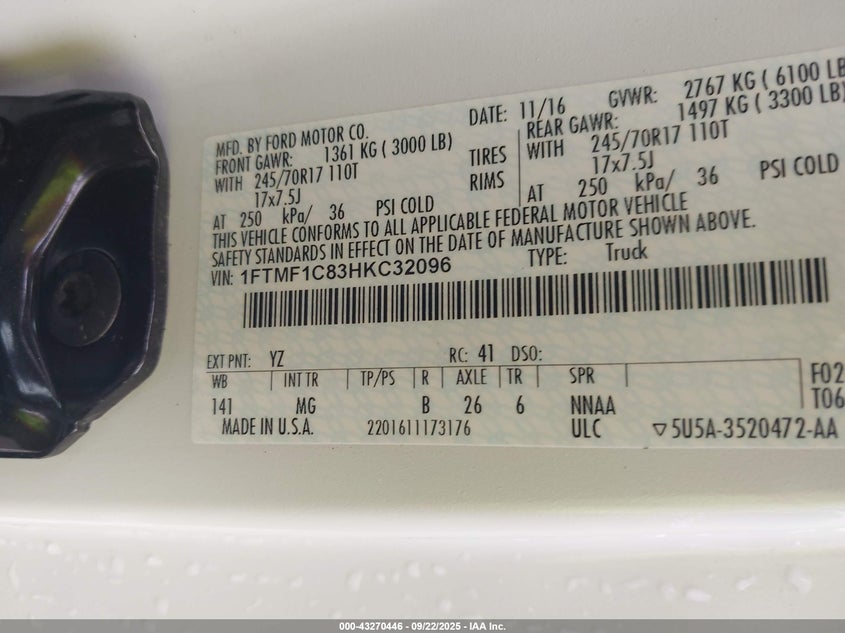 MFD. BY FORD MOTOR CO. DATE: 11/16 GVWR: 2767 KG ( 6100 LB
FRONT GAWR: 1361 KG ( 3000 LB) REAR GAWR: 1497 KG ( 3300 LB)
WITH 245/70R17 110T TIRES WITH 245/70R17 110T
17x7.5J RIMS 17x7.5J
AT 250 kPa/ 36 PSI COLD AT 250 kPa/ 36 PSI COLD
THIS VEHICLE CONFORMS TO ALL APPLICABLE FEDERAL MOTOR VEHICLE
SAFETY STANDARDS IN EFFECT ON THE DATE OF MANUFACTURE SHOWN ABOVE.
VIN: 1FTMF1C83HKC32096 TYPE: Truck
EXT PNT: YZ RC: 41 DSO:
WB INT TR TP/PS R AXLE TR SPR F02
141 MG B 26 6 NNAA T06
MADE IN U.S.A. 2201611173176 ULC ▽5U5A-3520472-AA
000-43270446 - 09/22/2025 - IAA Inc.